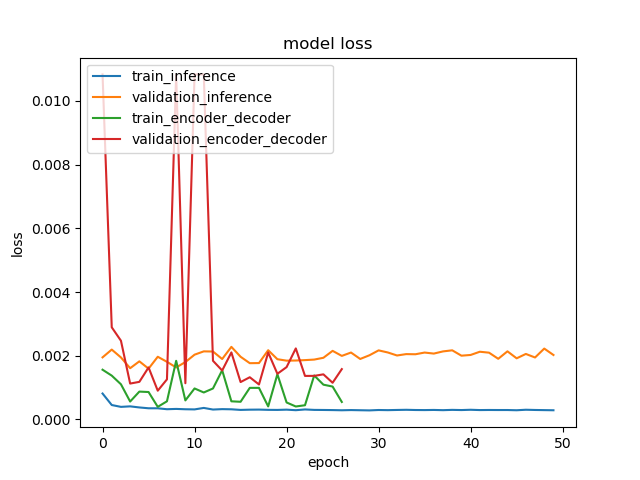 model loss
train_inference
validation_inference
train_encoder_decoder
validation_encoder_decoder
0.010
0.008
0.006
0.004
0.002
0.000
loss
0 10 20 30 40 50
epoch